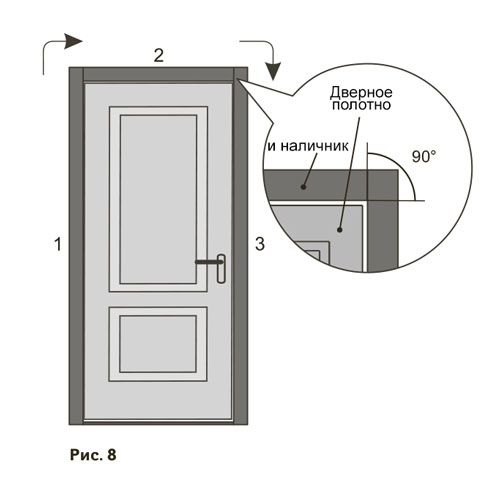 2
Дверное
полотно
и наличник
90°
1
3
Рис. 8